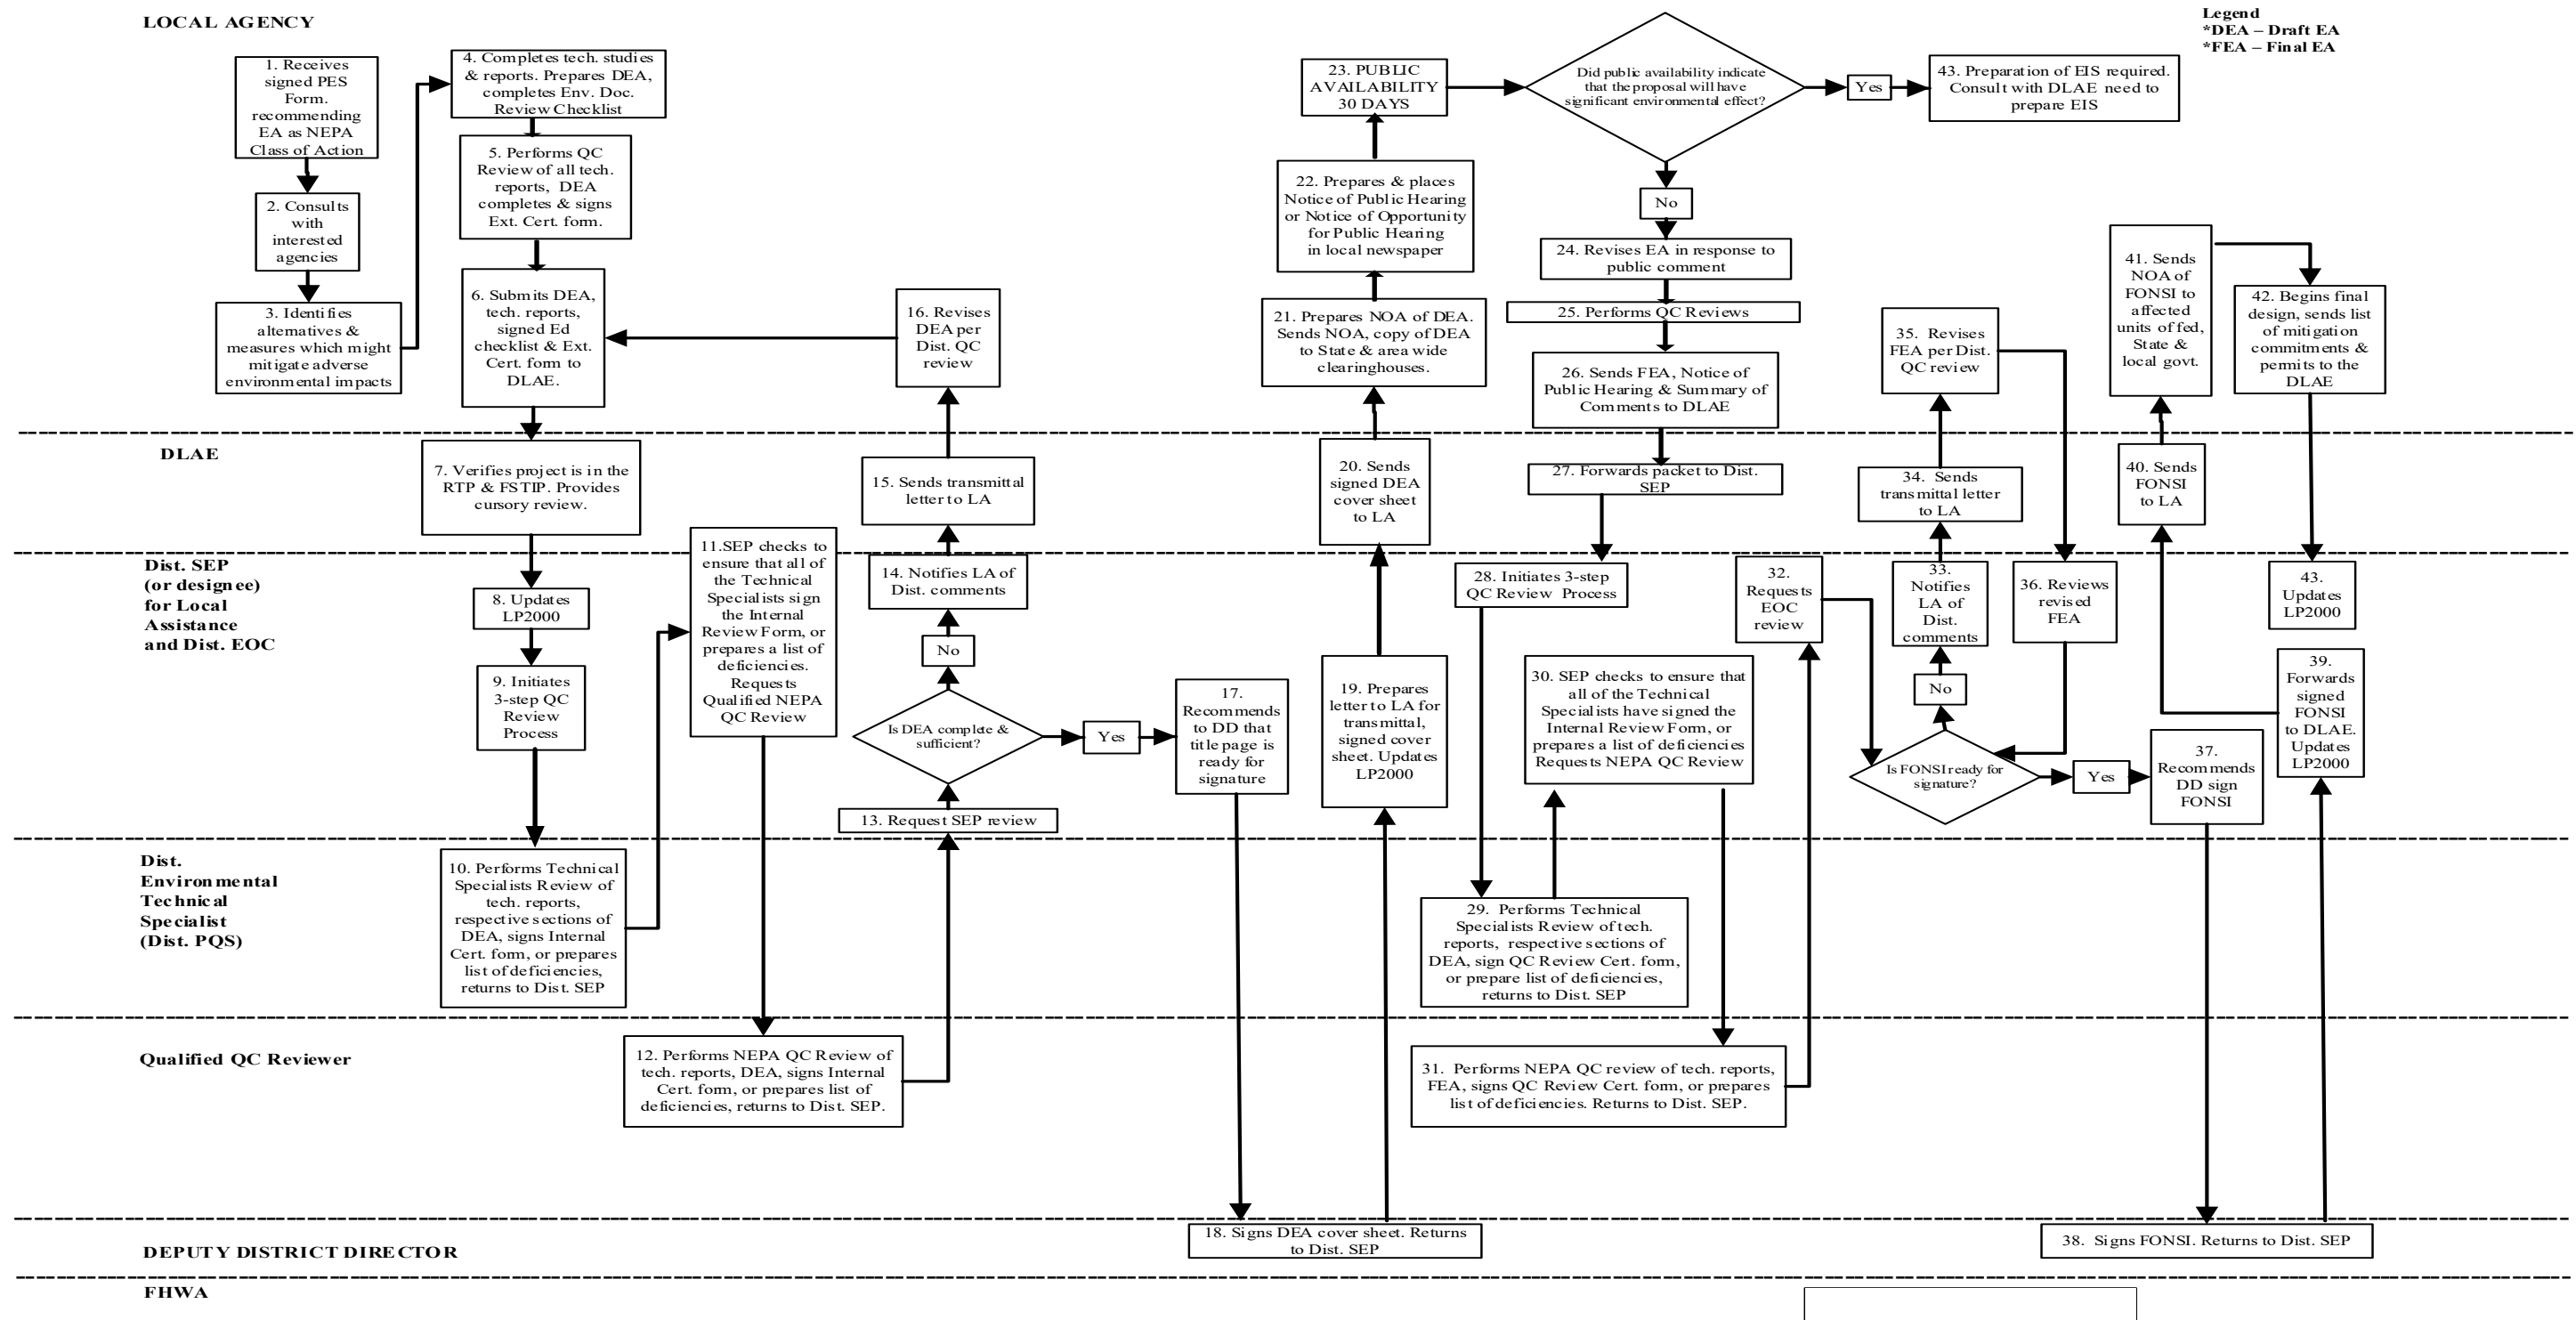 LOCAL AGENCY
Legend
*DEA – Draft EA
*FEA – Final EA
1. Receives
signed PES
Form.
recommending
EA as NEPA
Class of Action
2. Consults
with
interested
agencies
3. Identifies
alternatives &
measures which might
mitigate adverse
environmental impacts
4. Completes tech. studies
& reports. Prepares DEA,
completes Env. Doc.
Review Checklist
5. Performs QC
Review of all tech.
reports, DEA
completes & signs
Ext. Cert. form.
6. Submits DEA,
tech. reports,
signed Ed
checklist & Ext.
Cert. form to
DLAE.
16. Revises
DEA per
Dist. QC
review
23. PUBLIC
AVAILABILITY
30 DAYS
22. Prepares & places
Notice of Public Hearing
or Notice of Opportunity
for Public Hearing
in local newspaper
21. Prepares NOA of DEA.
Sends NOA, copy of DEA
to State & area wide
clearinghouses.
Did public availability indicate
that the proposal will have
significant environmental effect?
Yes
43. Preparation of EIS required.
Consult with DLAE need to
prepare EIS
No
24. Revises EA in response to
public comment
25. Performs QC Reviews
26. Sends FEA, Notice of
Public Hearing & Summary of
Comments to DLAE
35. Revises
FEA per Dist.
QC review
41. Sends
NOA of
FONSI to
affected
units of fed,
State &
local govt.
42. Begins final
design, sends list
of mitigation
commitments &
permits to the
DLAE
DLAE
7. Verifies project is in the
RTP & FSTIP. Provides
cursory review.
15. Sends transmittal
letter to LA
20. Sends
signed DEA
cover sheet
to LA
27. Forwards packet to Dist.
SEP
34. Sends
transmittal letter
to LA
40. Sends
FONSI
to LA
Dist. SEP
(or designee)
for Local
Assistance
and Dist. EOC
8. Updates
LP2000
9. Initiates
3-step QC
Review
Process
11.SEP checks to
ensure that all of
the Technical
Specialists sign
the Internal
Review Form, or
prepares a list of
deficiencies.
Requests
Qualified NEPA
QC Review
14. Notifies LA of
Dist. comments
No
Is DEA complete &
sufficient?
Yes
13. Request SEP review
17.
Recommends
to DD that
title page is
ready for
signature
19. Prepares
letter to LA for
transmittal,
signed cover
sheet. Updates
LP2000
28. Initiates 3-step
QC Review Process
30. SEP checks to ensure that
all of the Technical
Specialists have signed the
Internal Review Form, or
prepares a list of deficiencies
Requests NEPA QC Review
32.
Requests
EOC
review
33.
Notifies
LA of
Dist.
comments
No
Is FONSI ready for
signature?
Yes
36. Reviews
revised
FEA
37.
Recommends
DD sign
FONSI
43.
Updates
LP2000
39.
Forwards
signed
FONSI
to DLAE.
Updates
LP2000
Dist.
Environmental
Technical
Specialist
(Dist. PQS)
10. Performs Technical
Specialists Review of
tech. reports,
respective sections of
DEA, signs Internal
Cert. form, or prepares
list of deficiencies,
returns to Dist. SEP
29. Performs Technical
Specialists Review of tech.
reports, respective sections of
DEA, sign QC Review Cert. form,
or prepare list of deficiencies,
returns to Dist. SEP
Qualified QC Reviewer
12. Performs NEPA QC Review of
tech. reports, DEA, signs Internal
Cert. form, or prepares list of
deficiencies, returns to Dist. SEP.
31. Performs NEPA QC review of tech. reports,
FEA, signs QC Review Cert. form, or prepares
list of deficiencies. Returns to Dist. SEP.
DEPUTY DISTRICT DIRECTOR
18. Signs DEA cover sheet. Returns
to Dist. SEP
38. Signs FONSI. Returns to Dist. SEP
FHWA